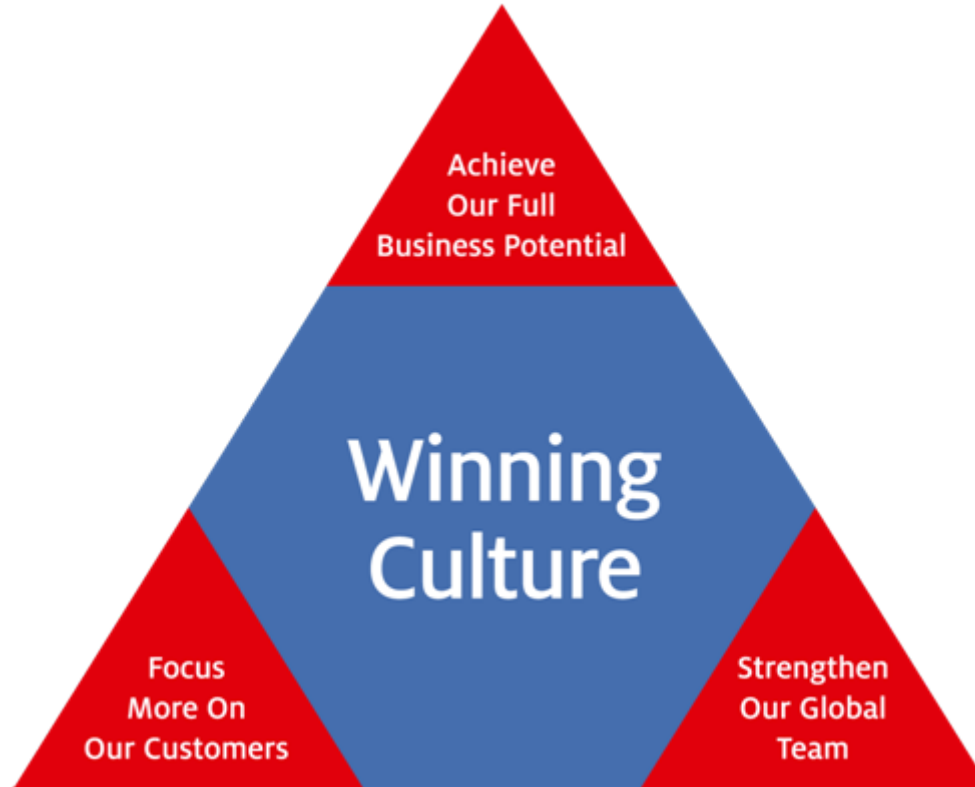 Achieve
Our Full
Business Potential
Winning
Culture
Focus
More On
Our Customers
Strengthen
Our Global
Team